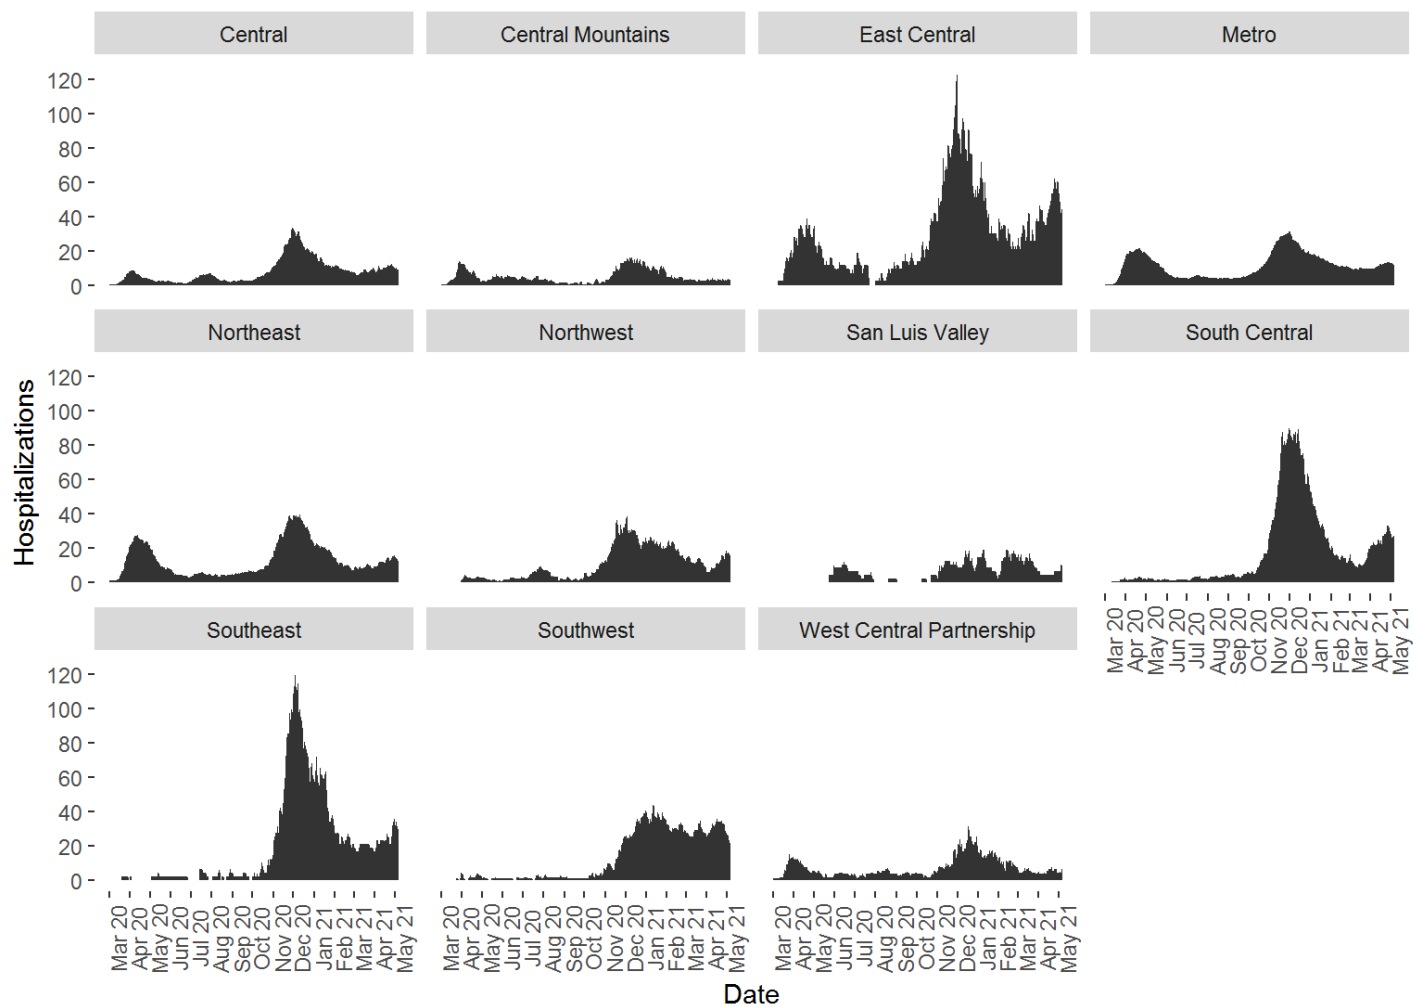 Central
Central Mountains
East Central
Metro
120
100
80
60
40
20
0
Northeast
Northwest
San Luis Valley
South Central
120
100
80
60
40
20
0
Hospitalizations
Mar 20
Apr 20
May 20
Jun 20
Jul 20
Aug 20
Sep 20
Oct 20
Nov 20
Dec 20
Jan 21
Feb 21
Mar 21
Apr 21
May 21
Southeast
Southwest
West Central Partnership
120
100
80
60
40
20
0
Mar 20
Apr 20
May 20
Jun 20
Jul 20
Aug 20
Sep 20
Oct 20
Nov 20
Dec 20
Jan 21
Feb 21
Mar 21
Apr 21
May 21
Mar 20
Apr 20
May 20
Jun 20
Jul 20
Aug 20
Sep 20
Oct 20
Nov 20
Dec 20
Jan 21
Feb 21
Mar 21
Apr 21
May 21
Mar 20
Apr 20
May 20
Jun 20
Jul 20
Aug 20
Sep 20
Oct 20
Nov 20
Dec 20
Jan 21
Feb 21
Mar 21
Apr 21
May 21
Date